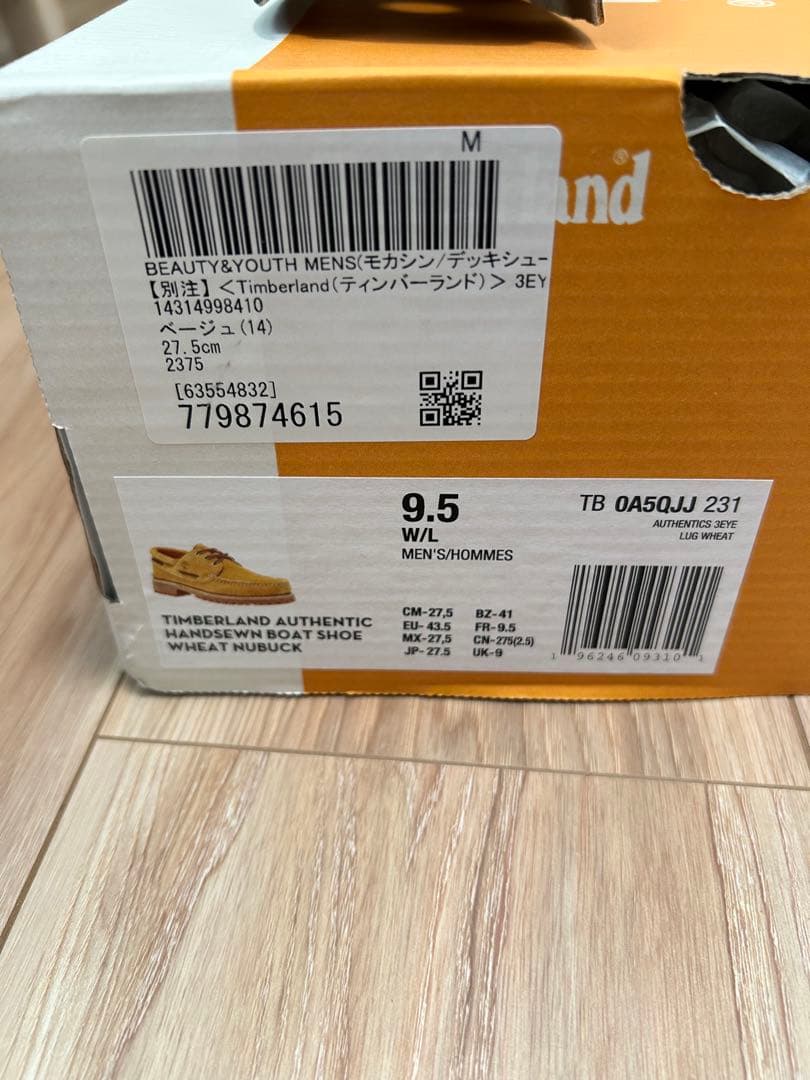 M
BEAUTY&YOUTH MENS(モカシン/デッキシュー
【別注】<Timberland(ティンバーランド)> 3EY
14314998410
ベージュ(14)
27.5cm
2375
[63554832]
779874615
and®
9.5
W/L
MEN'S/HOMMES
TB 0A5QJJ 231
AUTHENTICS 3EYE
LUG WHEAT
TIMBERLAND AUTHENTIC
HANDSEWN BOAT SHOE
WHEAT NUBUCK
CM-27,5 BZ-41
EU-43.5 FR-9.5
MX-27,5 CN-275(2.5)
JP-27.5 UK-9
1 96246 09310 1